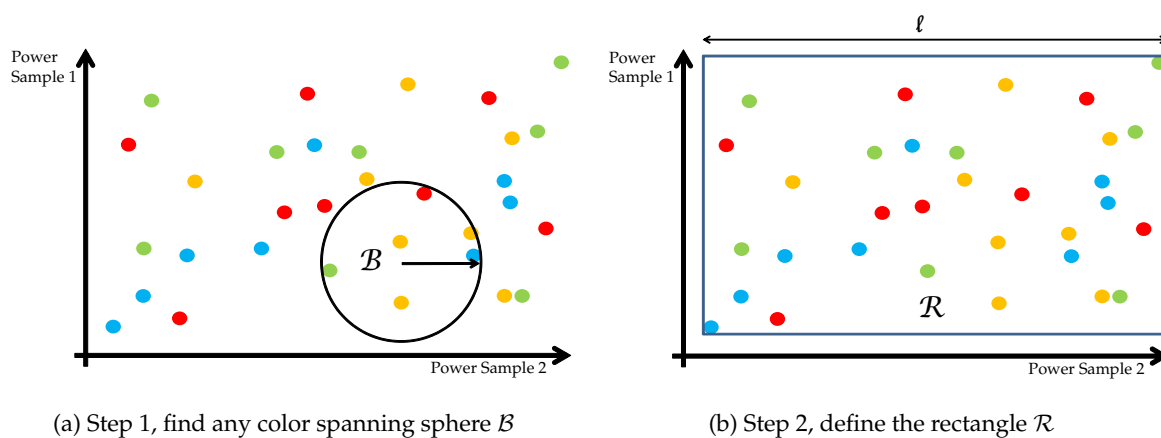 Power
Sample 1
ℬ
Power Sample 2
(a) Step 1, find any color spanning sphere ℬ
ℓ
Power
Sample 1
ℛ
Power Sample 2
(b) Step 2, define the rectangle ℛ